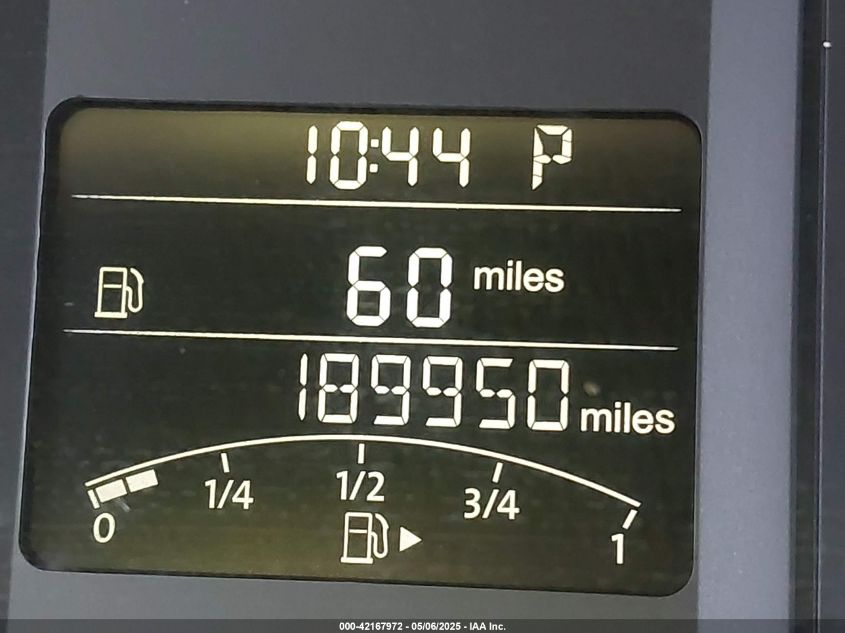 10:44 P
60 miles
189950 miles
0 1/4 1/2 3/4 1
000-42167972 - 05/06/2025 - IAA Inc.